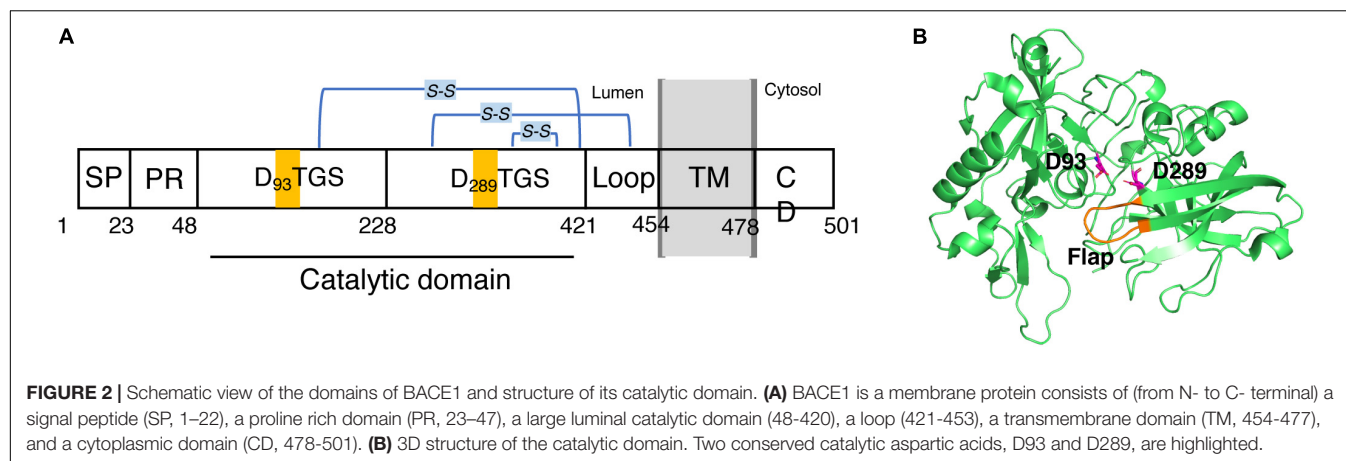 A
B
S-S
Lumen
Cytosol
S-S
S-S
SP
PR
D93TGS
D289TGS
Loop
TM
C
D
1
23
48
228
421
454
478
501
Catalytic domain
D93
D289
Flap
FIGURE 2 | Schematic view of the domains of BACE1 and structure of its catalytic domain. (A) BACE1 is a membrane protein consists of (from N- to C- terminal) a
signal peptide (SP, 1–22), a proline rich domain (PR, 23–47), a large luminal catalytic domain (48-420), a loop (421-453), a transmembrane domain (TM, 454-477),
and a cytoplasmic domain (CD, 478-501). (B) 3D structure of the catalytic domain. Two conserved catalytic aspartic acids, D93 and D289, are highlighted.